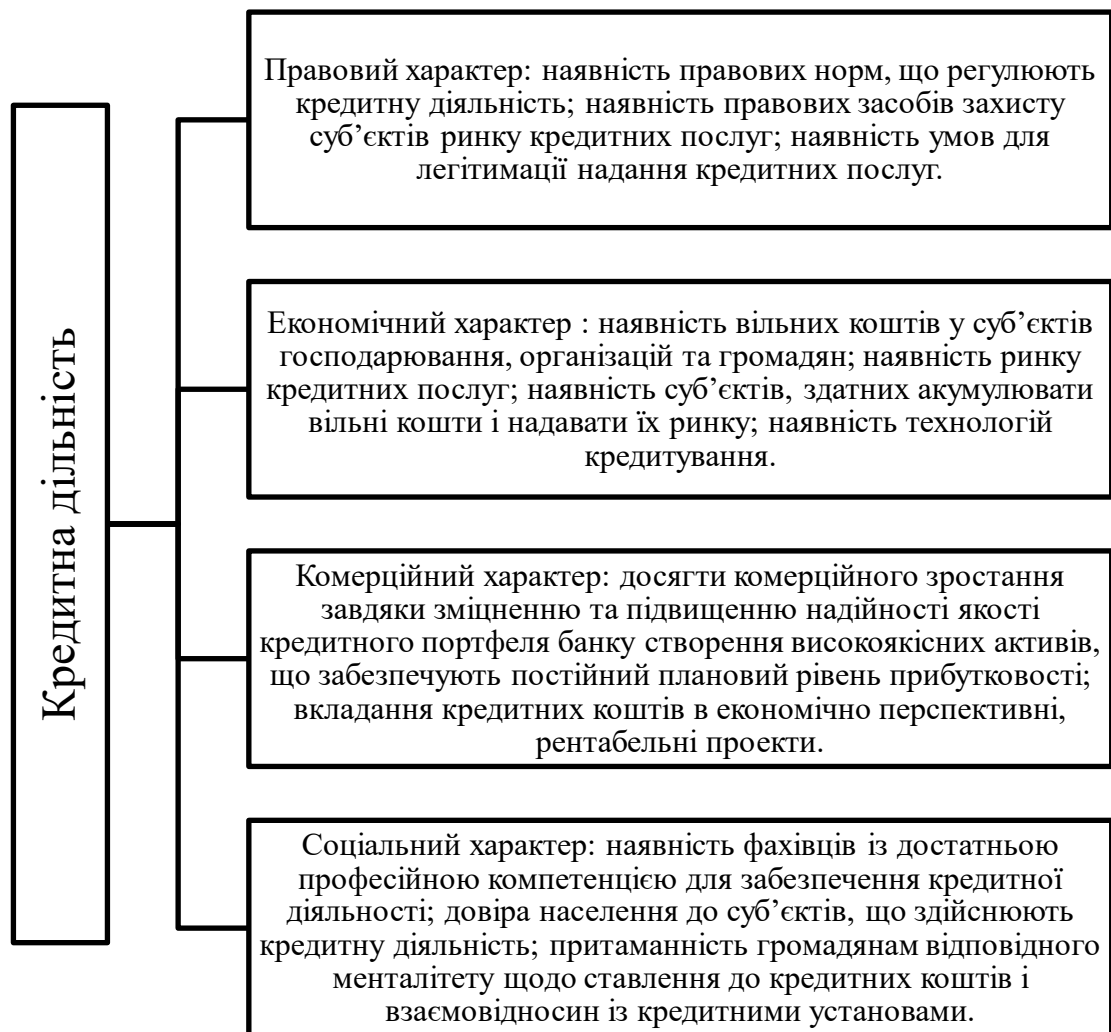 Кредитна дільність
Правовий характер: наявність правових норм, що регулюють
кредитну діяльність; наявність правових засобів захисту
суб’єктів ринку кредитних послуг; наявність умов для
легітимації надання кредитних послуг.
Економічний характер : наявність вільних коштів у суб’єктів
господарювання, організацій та громадян; наявність ринку
кредитних послуг; наявність суб’єктів, здатних акумулювати
вільні кошти і надавати їх ринку; наявність технологій
кредитування.
Комерційний характер: досягти комерційного зростання
завдяки зміцненню та підвищенню надійності якості
кредитного портфеля банку створення високоякісних активів,
що забезпечують постійний плановий рівень прибутковості;
вкладання кредитних коштів в економічно перспективні,
рентабельні проекти.
Соціальний характер: наявність фахівців із достатньою
професійною компетенцією для забезпечення кредитної
діяльності; довіра населення до суб’єктів, що здійснюють
кредитну діяльність; притаманність громадянам відповідного
менталітету щодо ставлення до кредитних коштів і
взаємовідносин із кредитними установами.